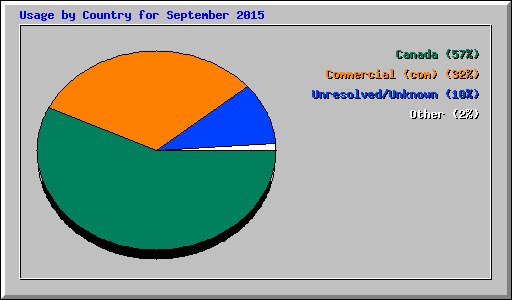 Usage by Country for September 2015
Canada (57%)
Commercial (com) (32%)
Unresolved/Unknown (10%)
Other (2%)